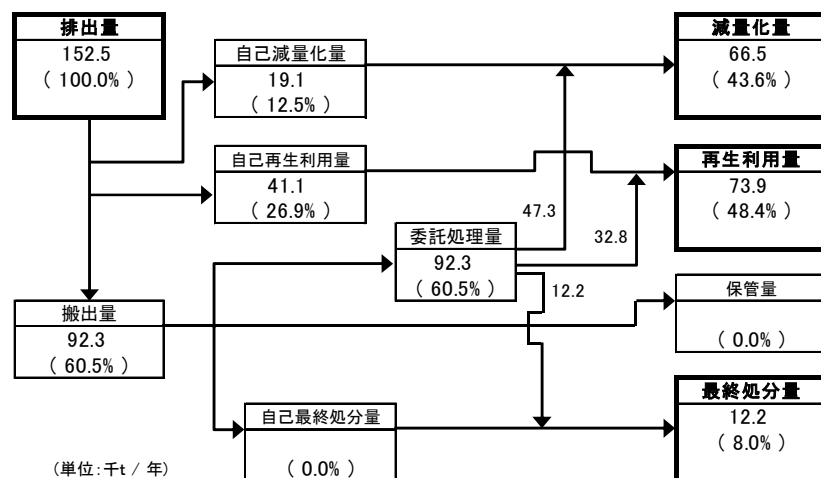 排出量
152.5
( 100.0% )
自己減量化量
19.1
( 12.5% )
減量化量
66.5
( 43.6% )
自己再生利用量
41.1
( 26.9% )
再生利用量
73.9
( 48.4% )
47.3
32.8
委託処理量
92.3
( 60.5% )
12.2
搬出量
92.3
( 60.5% )
保管量
( 0.0% )
自己最終処分量
( 0.0% )
最終処分量
12.2
( 8.0% )
(単位:千t / 年)